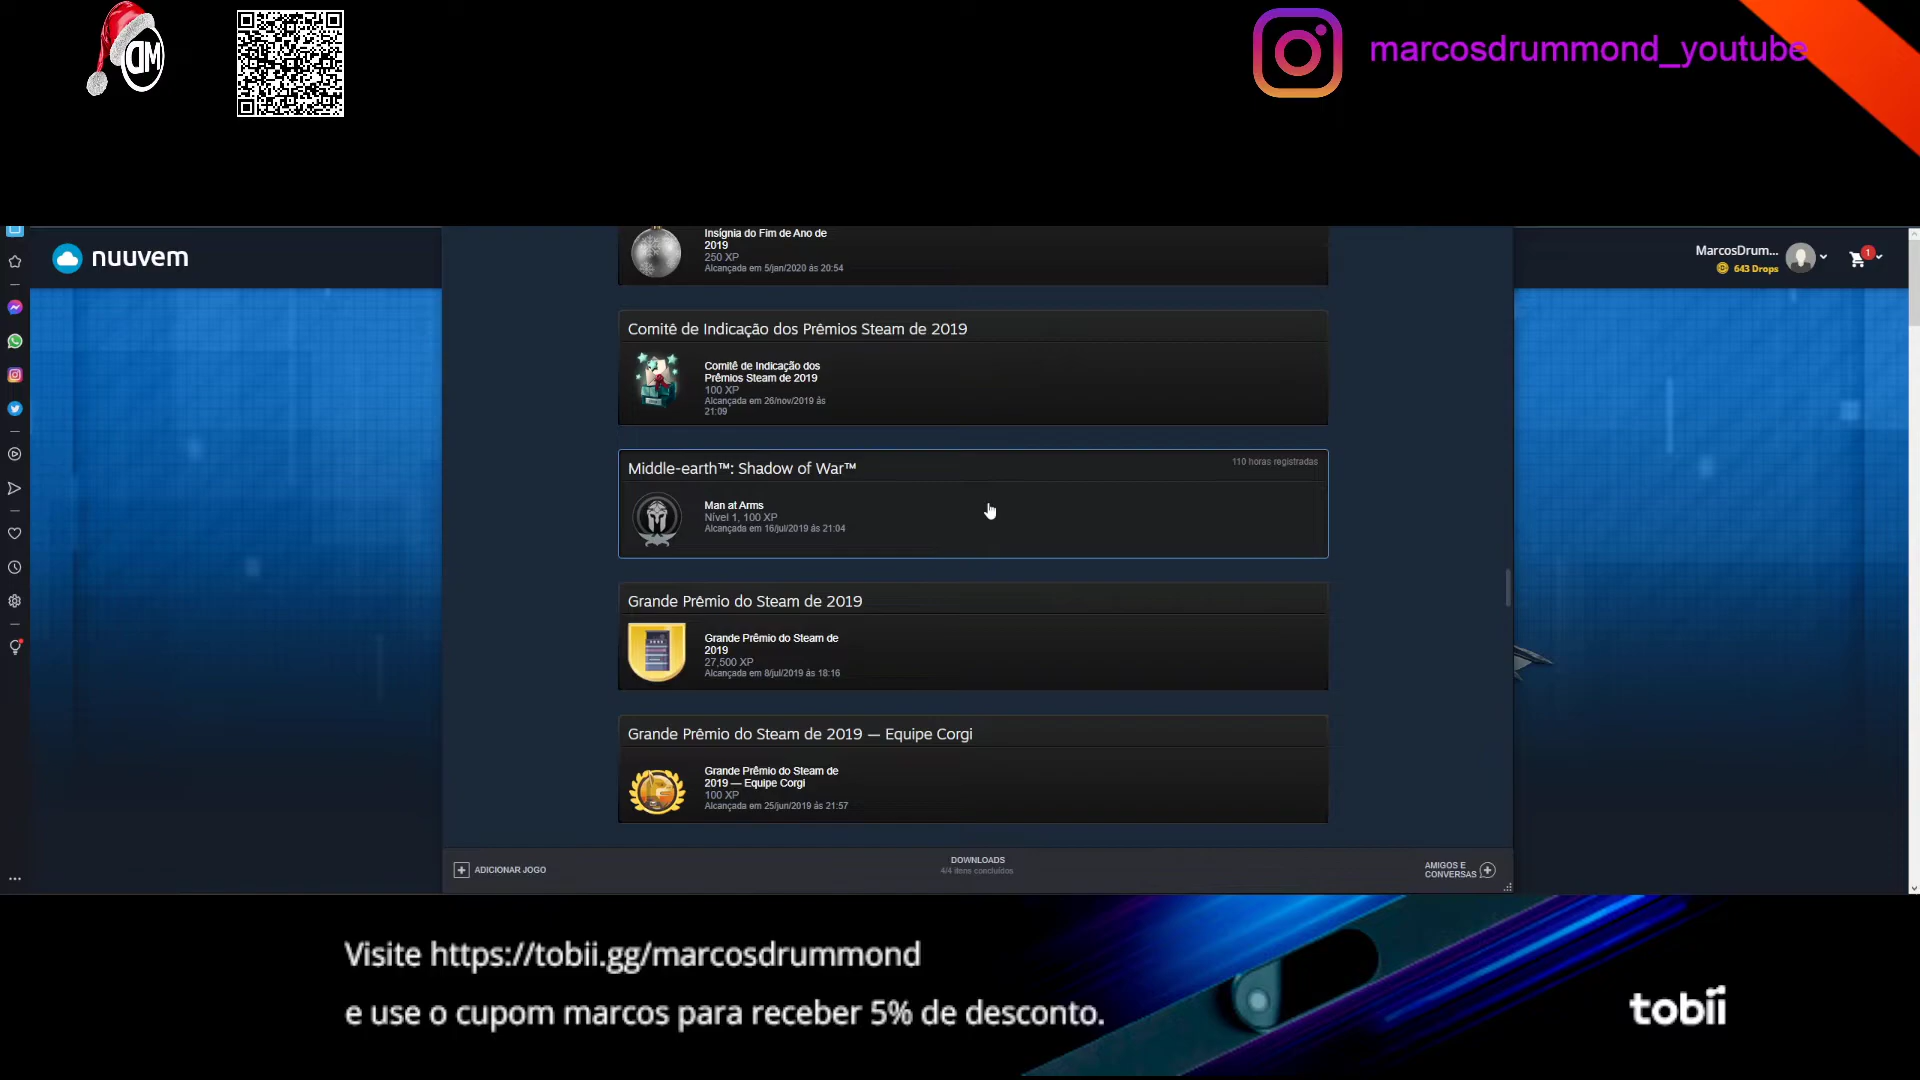 DM
marcosdrummond_youtube
nuuvem
MarcosDrum...
643 Drops
1
Insígnia do Fim de Ano de
2019
250 XP
Alcançada em 5/jan/2020 às 20:54
Comitê de Indicação dos Prêmios Steam de 2019
Comitê de Indicação dos
Prêmios Steam de 2019
100 XP
Alcançada em 26/nov/2019 às
21:09
Middle-earth™: Shadow of War™
110 horas registradas
Man at Arms
Nível 1, 100 XP
Alcançada em 16/jul/2019 às 21:04
Grande Prêmio do Steam de 2019
Grande Prêmio do Steam de
2019
27,500 XP
Alcançada em 8/jul/2019 às 18:16
Grande Prêmio do Steam de 2019 — Equipe Corgi
Grande Prêmio do Steam de
2019 — Equipe Corgi
100 XP
Alcançada em 25/jun/2019 às 21:57
ADICIONAR JOGO
DOWNLOADS
4/4 itens concluídos
AMIGOS E
CONVERSAS
Visite https://tobii.gg/marcosdrummond
e use o cupom marcos para receber 5% de desconto.
tobii